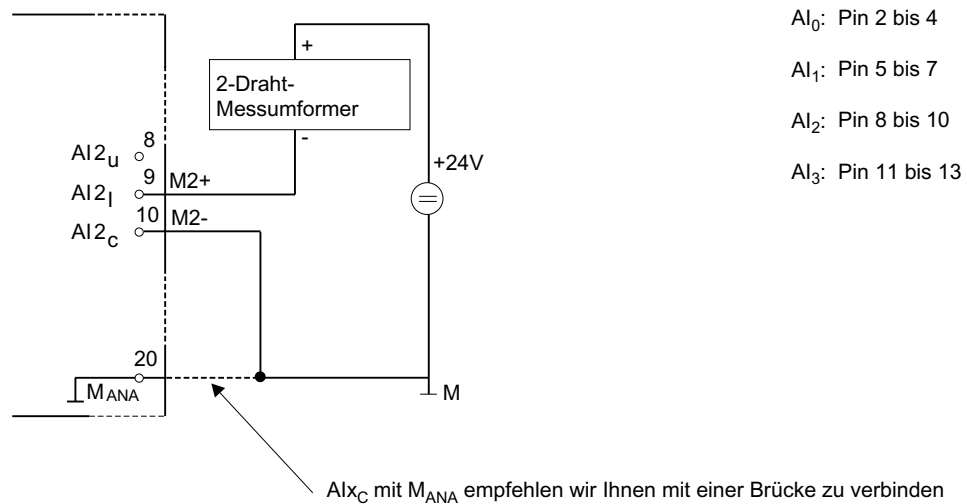 AI0: Pin 2 bis 4
+
2-Draht-
Messumformer
AI1: Pin 5 bis 7
-
AI2: Pin 8 bis 10
AI2u
8
+24V
AI3: Pin 11 bis 13
9
AI2I
M2+
10
AI2C
M2-
20
MANA
M
AIxC mit MANA empfehlen wir Ihnen mit einer Brücke zu verbinden